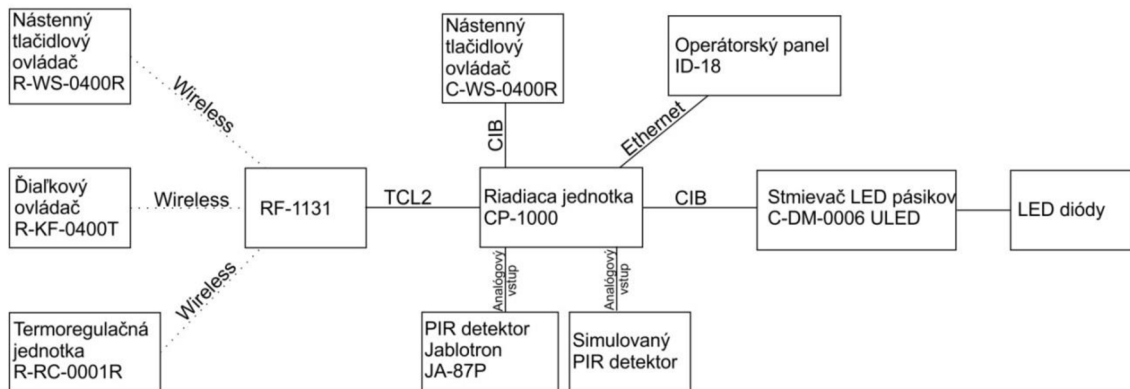 Nástenný
tlačidlový
ovládač
R-WS-0400R
Wireless
Nástenný
tlačidlový
ovládač
C-WS-0400R
CIB
Operátorský panel
ID-18
Ethernet
Ďiaľkový
ovládač
R-KF-0400T
Wireless
RF-1131
TCL2
Riadiaca jednotka
CP-1000
CIB
Stmievač LED pásikov
C-DM-0006 ULED
LED diódy
Wireless
Termoregulačná
jednotka
R-RC-0001R
Analógový
vstup
Analógový
vstup
PIR detektor
Jablotron
JA-87P
Simulovaný
PIR detektor